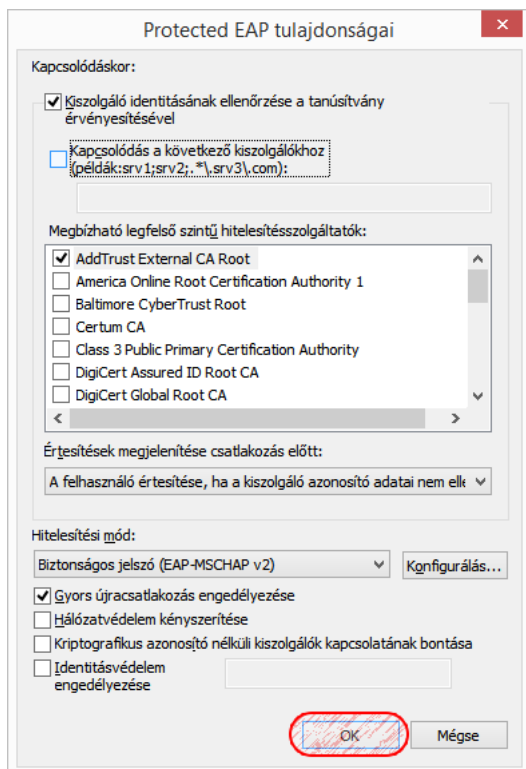 Protected EAP tulajdonságai
Kapcsolódáskor:
Kiszolgáló identitásának ellenőrzése a tanúsítvány
érvényesítésével
Kapcsolódás a következő kiszolgálókhoz
(példák:srv1;srv2;.*\.srv3\.com):
Megbízható legfelső szintű hitelesítésszolgáltatók:
AddTrust External CA Root
America Online Root Certification Authority 1
Baltimore CyberTrust Root
Certum CA
Class 3 Public Primary Certification Authority
DigiCert Assured ID Root CA
DigiCert Global Root CA
Értesítések megjelenítése csatlakozás előtt:
A felhasználó értesítése, ha a kiszolgáló azonosító adatai nem elle
Hitelesítési mód:
Biztonságos jelszó (EAP-MSCHAP v2)
Konfigurálás...
Gyors újracsatlakozás engedélyezése
Hálózatvédelem kényszerítése
Kriptografikus azonosító nélküli kiszolgálók kapcsolatának bontása
Identitásvédelem
engedélyezése
OK
Mégse